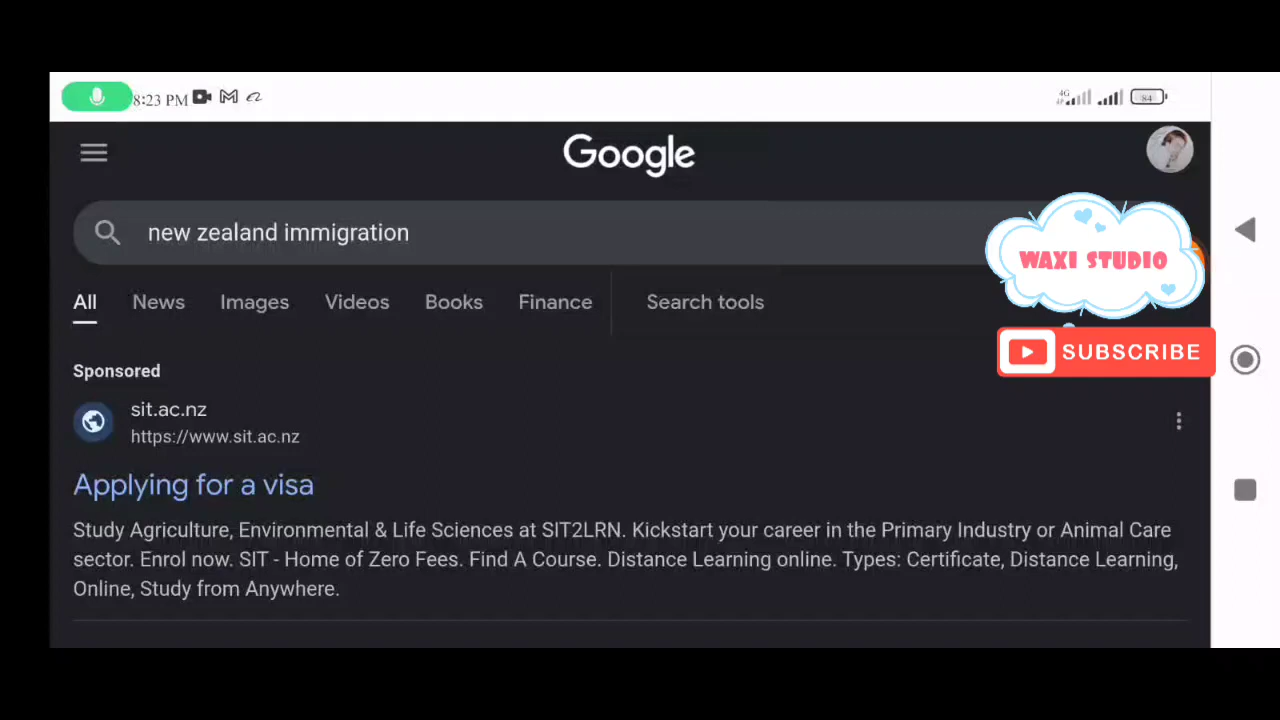 8:23 PM
4G
84
Google
new zealand immigration
WAXI STUDIO
All News Images Videos Books Finance Search tools
SUBSCRIBE
Sponsored
sit.ac.nz
https://www.sit.ac.nz
Applying for a visa
Study Agriculture, Environmental & Life Sciences at SIT2LRN. Kickstart your career in the Primary Industry or Animal Care
sector. Enrol now. SIT - Home of Zero Fees. Find A Course. Distance Learning online. Types: Certificate, Distance Learning,
Online, Study from Anywhere.